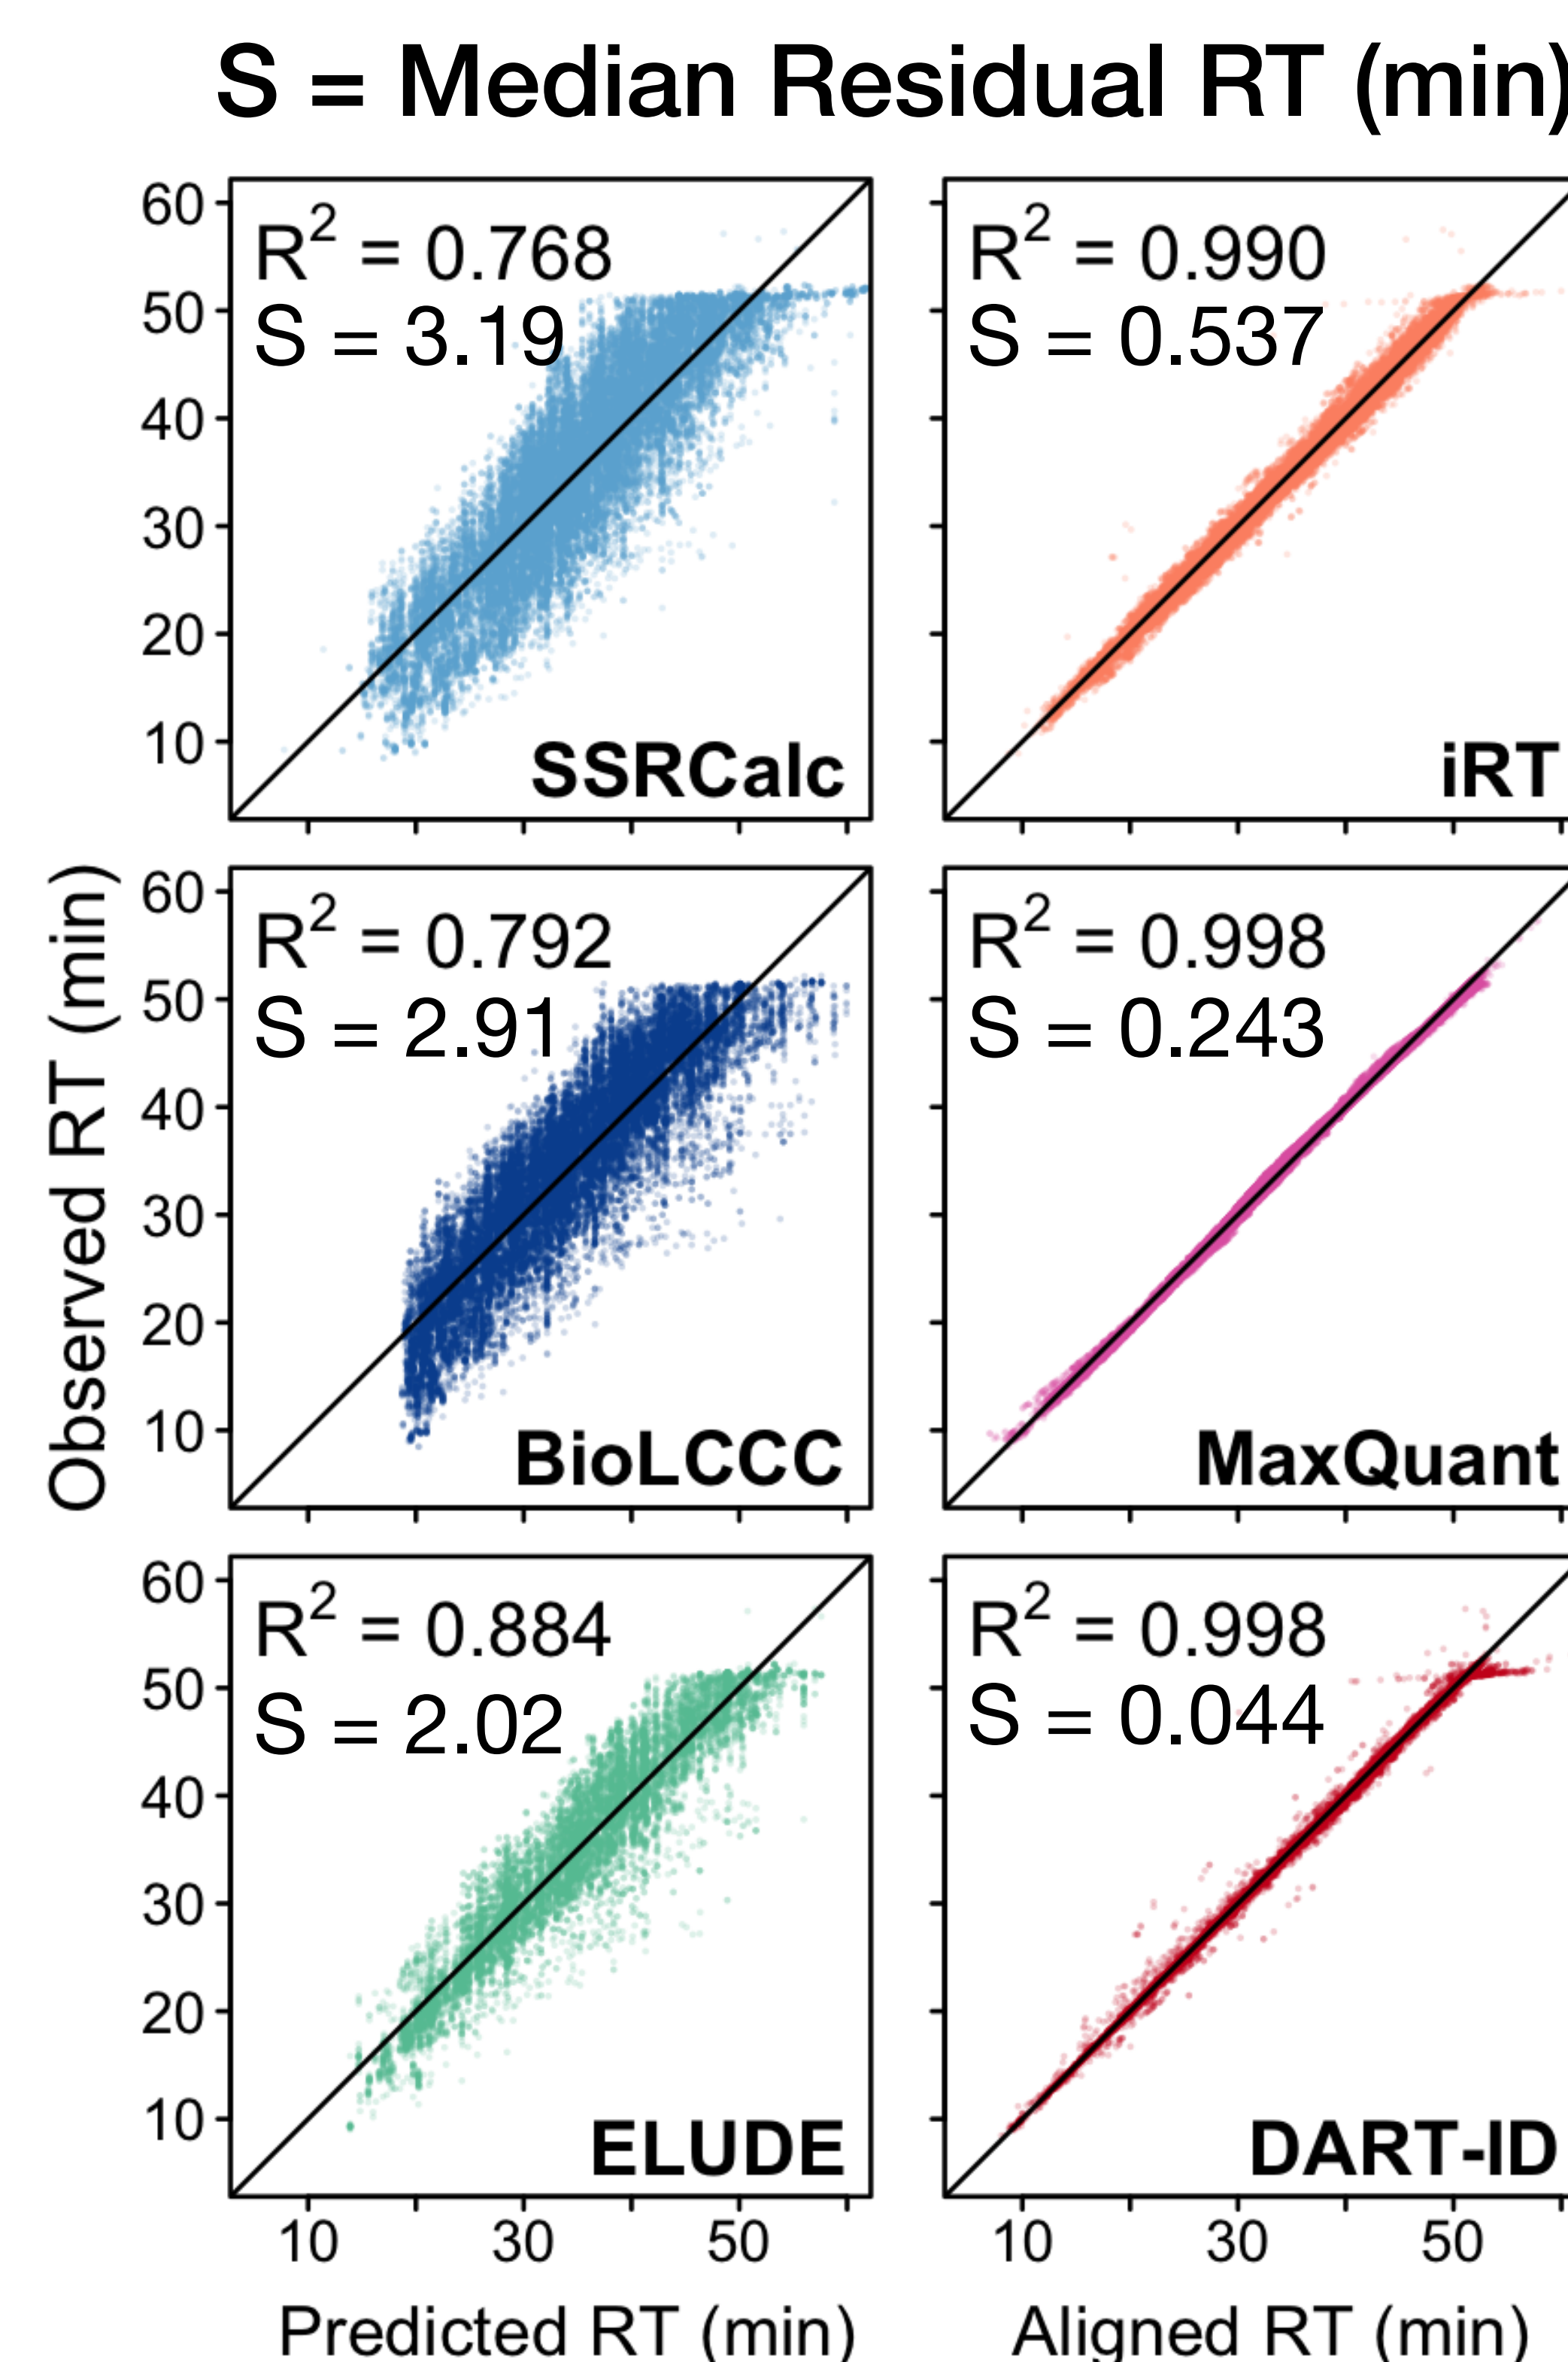 S = Median Residual RT (min)
60
50
40
30
20
10
R² = 0.768
S = 3.19
SSRCalc
R² = 0.990
S = 0.537
iRT
Observed RT (min)
60
50
40
30
20
10
R² = 0.792
S = 2.91
BioLCCC
R² = 0.998
S = 0.243
MaxQuant
60
50
40
30
20
10
R² = 0.884
S = 2.02
ELUDE
R² = 0.998
S = 0.044
DART-ID
10 30 50
10 30 50
Predicted RT (min)
Aligned RT (min)